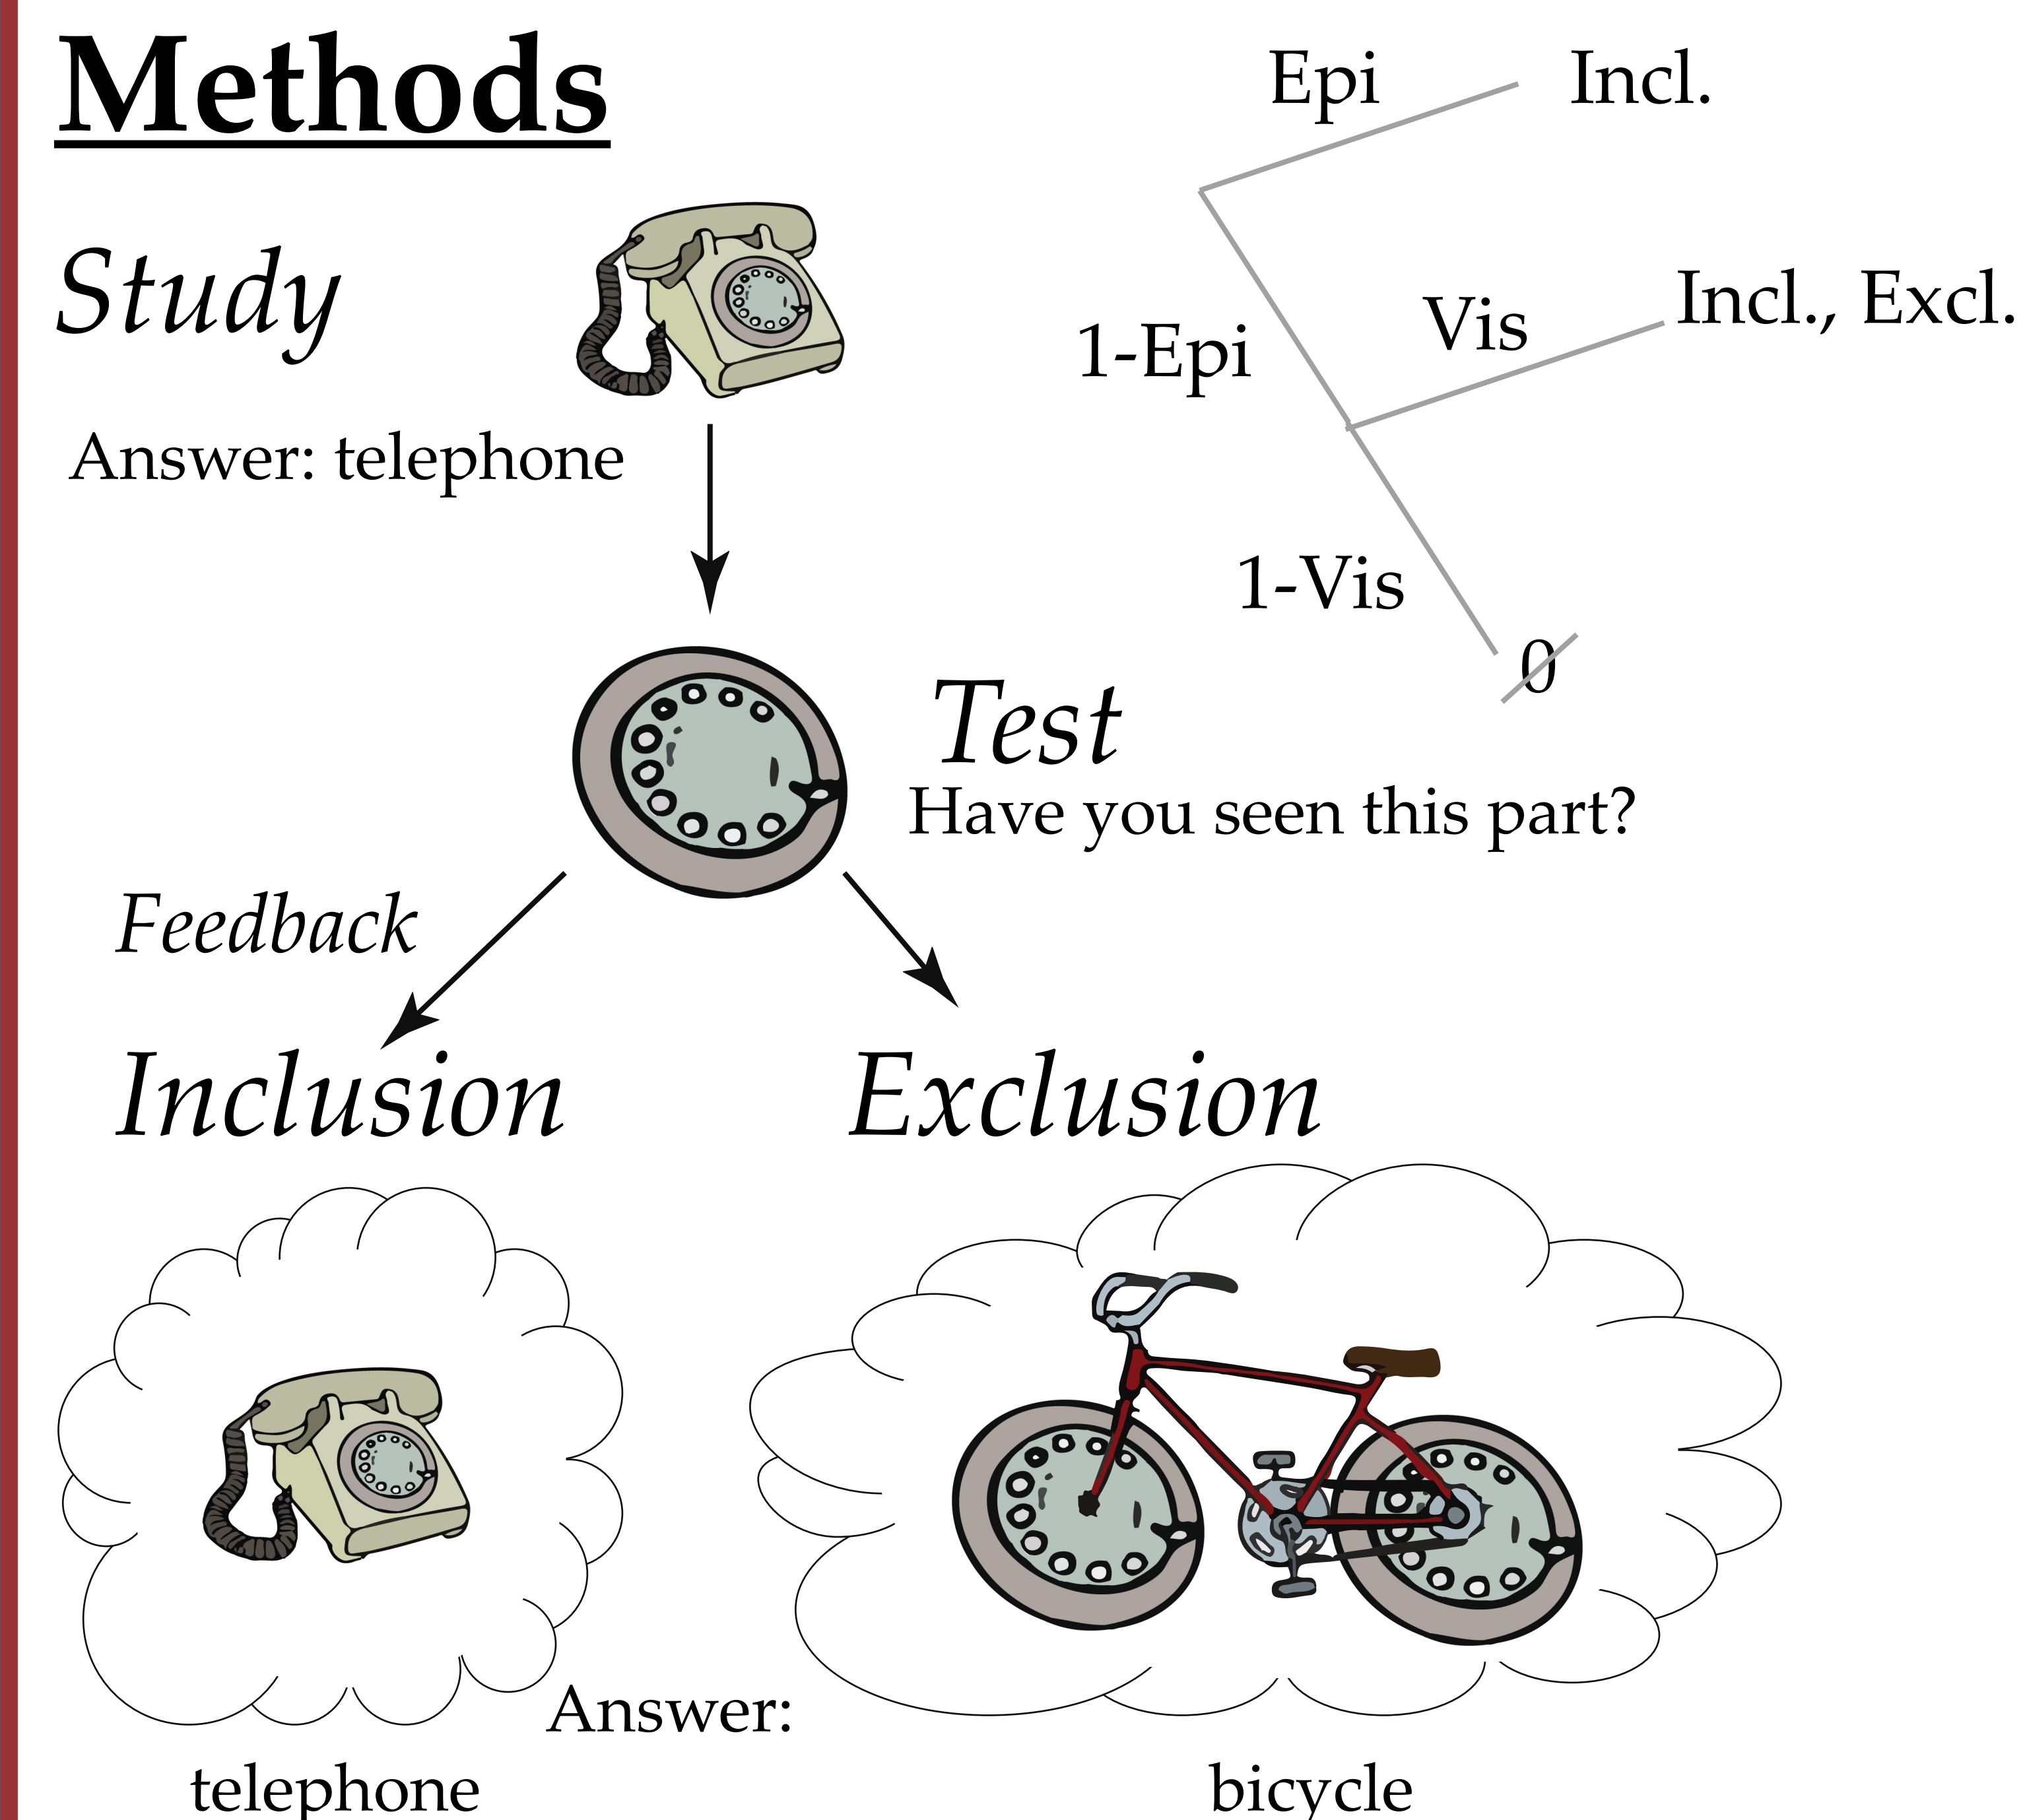 Methods
Epi
Incl.
Study
1-Epi
Vis
Incl., Excl.
Answer: telephone
1-Vis
0
Test
Have you seen this part?
Feedback
Inclusion
Exclusion
Answer:
telephone
bicycle